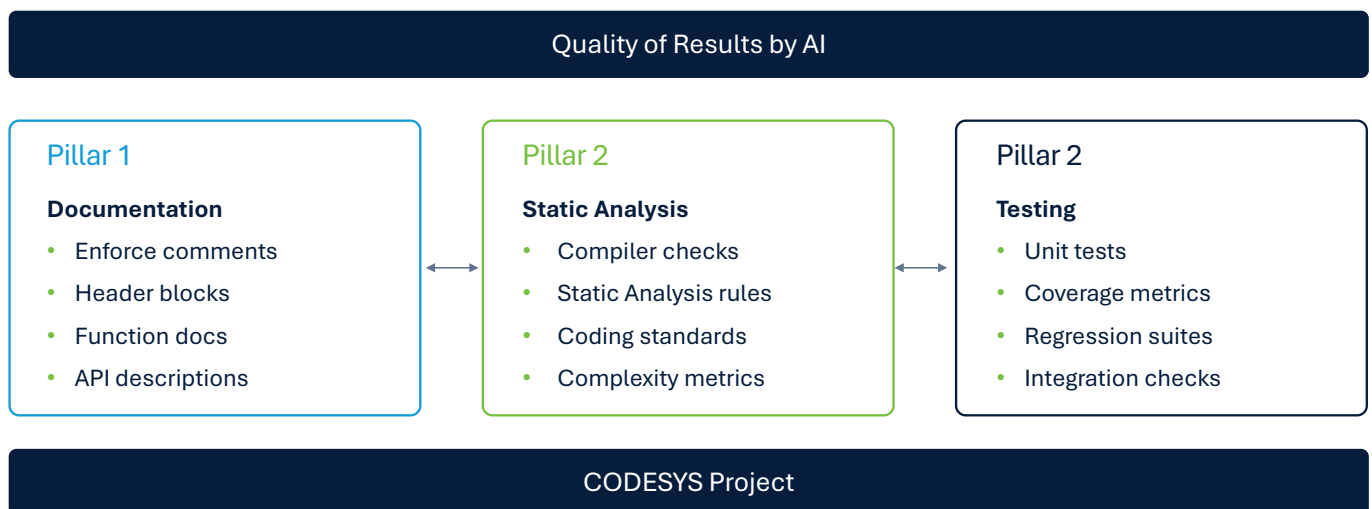 Quality of Results by AI
Pillar 1
Documentation
• Enforce comments
• Header blocks
• Function docs
• API descriptions
Pillar 2
Static Analysis
• Compiler checks
• Static Analysis rules
• Coding standards
• Complexity metrics
Pillar 2
Testing
• Unit tests
• Coverage metrics
• Regression suites
• Integration checks
CODESYS Project